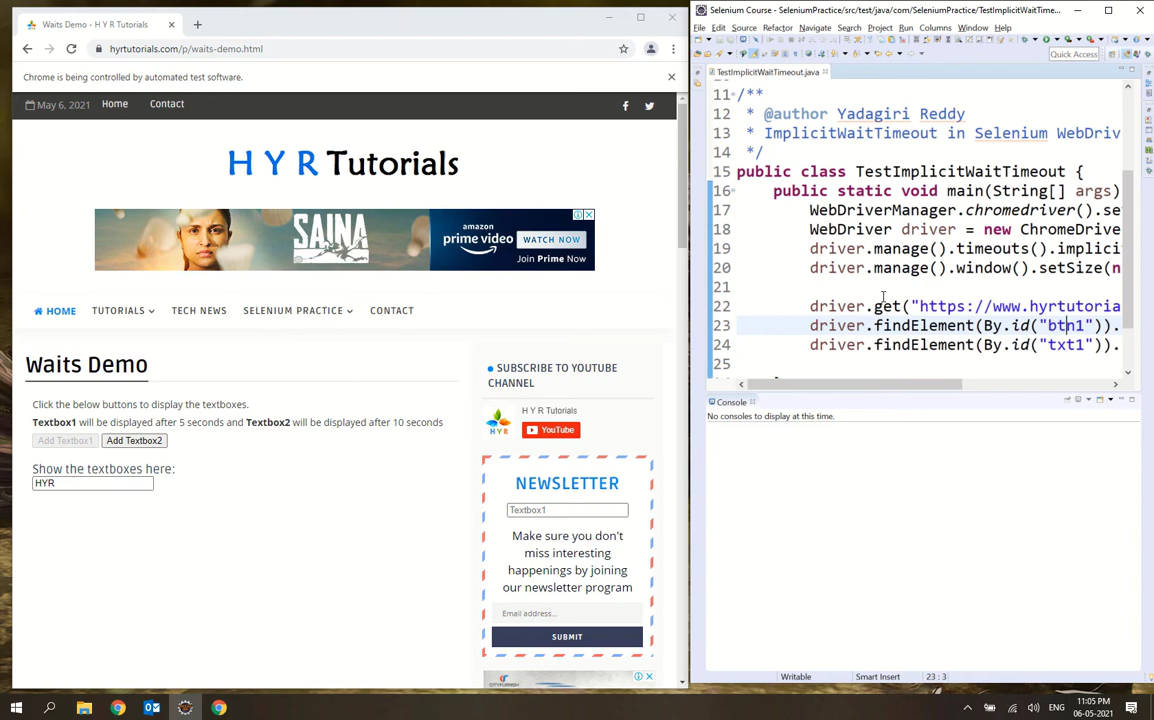 Waits Demo - H Y R Tutorials
hyrtutorials.com/p/waits-demo.html
Chrome is being controlled by automated test software.
May 6, 2021 Home Contact
H Y R Tutorials
SAINA
amazon
prime video
WATCH NOW
Join Prime Now
HOME TUTORIALS TECH NEWS SELENIUM PRACTICE CONTACT
Waits Demo
Click the below buttons to display the textboxes.
Textbox1 will be displayed after 5 seconds and Textbox2 will be displayed after 10 seconds
Add Textbox1 Add Textbox2
Show the textboxes here:
HYR
SUBSCRIBE TO YOUTUBE
CHANNEL
HYR
H Y R Tutorials
YouTube
NEWSLETTER
Textbox1
Make sure you don't
miss interesting
happenings by joining
our newsletter program
Email address...
SUBMIT
Selenium Course - SeleniumPractice/src/test/java/com/SeleniumPractice/TestImplicitWaitTime...
File Edit Source Refactor Navigate Search Project Run Columns Window Help
Quick Access
TestImplicitWaitTimeout.java
11 /**
12 * @author Yadagiri Reddy
13 * ImplicitWaitTimeout in Selenium WebDriv
14 */
15 public class TestImplicitWaitTimeout {
16 public static void main(String[] args)
17 WebDriverManager.chromedriver().se
18 WebDriver driver = new ChromeDrive
19 driver.manage().timeouts().implici
20 driver.manage().window().setSize(n
21
22 driver.get("https://www.hyrtutoria
23 driver.findElement(By.id("btn1")).
24 driver.findElement(By.id("txt1")).
25
Console
No consoles to display at this time.
Writable Smart Insert 23 : 3
11:05 PM
06-05-2021